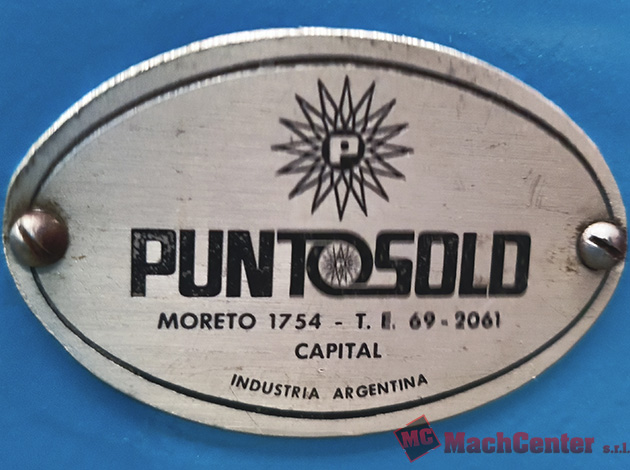 P
PUNTOSOLD
MORETO 1754 - T. E. 69-2061
CAPITAL
INDUSTRIA ARGENTINA
MC MachCenter s.r.l.